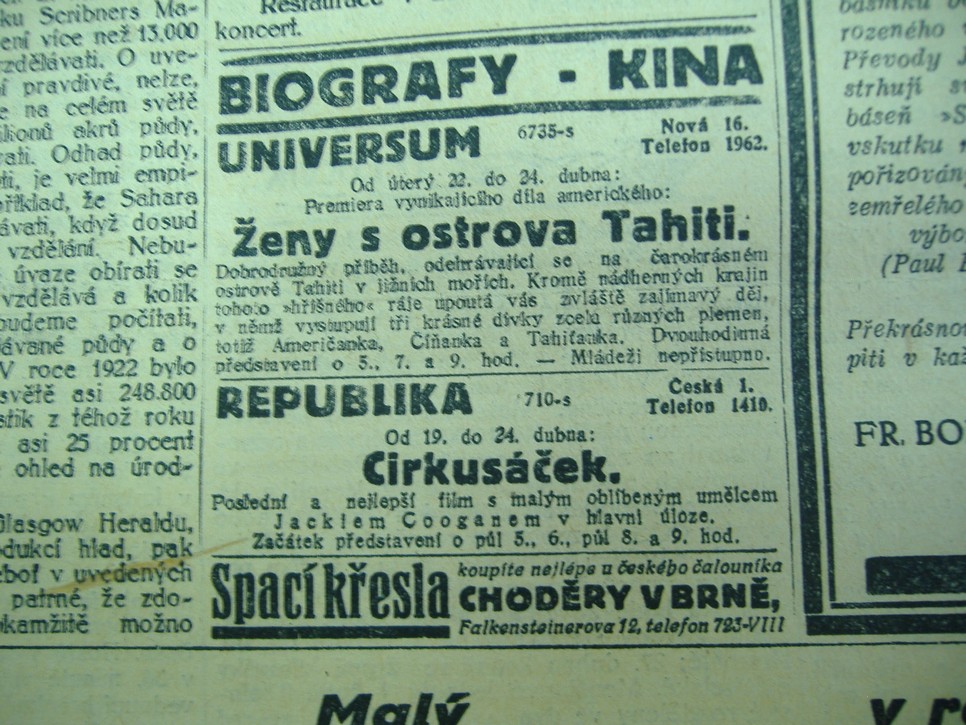 ku Scribners Ma-
ení více než 13.000
vzdělávati. O uve-
í pravdivé, nelze,
e na celém světě
ilionů akrů půdy,
rati. Odhad půdy,
ti, je velmi empi-
říklad, že Sahara
ávati, když dosud
vzdělání. Nebu-
úvaze obírati se
vzdělává a kolik
budeme počítati,
lávané půdy a o
V roce 1922 bylo
světě asi 248.800
stik z téhož roku
asi 25 procent
ohled na úrod-
Glasgow Heraldu,
odukcí hlad, pak
eboť v uvedených
patrné, že zdo-
okamžitě možno
Restaurace v
koncert.
BIOGRAFY - KINA
UNIVERSUM 6735-s Nová 16.
Telefon 1962.
Od úterý 22. do 24. dubna:
Premiera vynikajícího díla amerického:
Ženy s ostrova Tahiti.
Dobrodružný příběh, odehrávající se na čarokrásném
ostrově Tahiti v jižních mořích. Kromě nádherných krajin
tohoto »hříšného« ráje upoutá vás zvláště zajímavý děj,
v němž vystupují tři krásné dívky zcela různých plemen,
totiž Američanka, Číňanka a Tahiťanka. Dvouhodinná
představení o 5., 7. a 9. hod. — Mládeži nepřístupno.
REPUBLIKA 710-s Česká 1.
Telefon 1410.
Od 19. do 24. dubna:
Cirkusáček.
Poslední a nejlepší film s malým oblíbeným umělcem
Jackiem Cooganem v hlavní úloze.
Začátek představení o půl 5., 6., půl 8. a 9. hod.
Spací křesla koupíte nejlépe u českého čalouníka
CHODĚRY V BRNĚ,
Falkensteinerova 12, telefon 723-VIII
básníku
rozeného
Převody J
strhují
báseň »S
vskutku
pořizován
zemřelého
výbo
(Paul
Překrásno
piti v kaž
FR. BO
Malý
v r